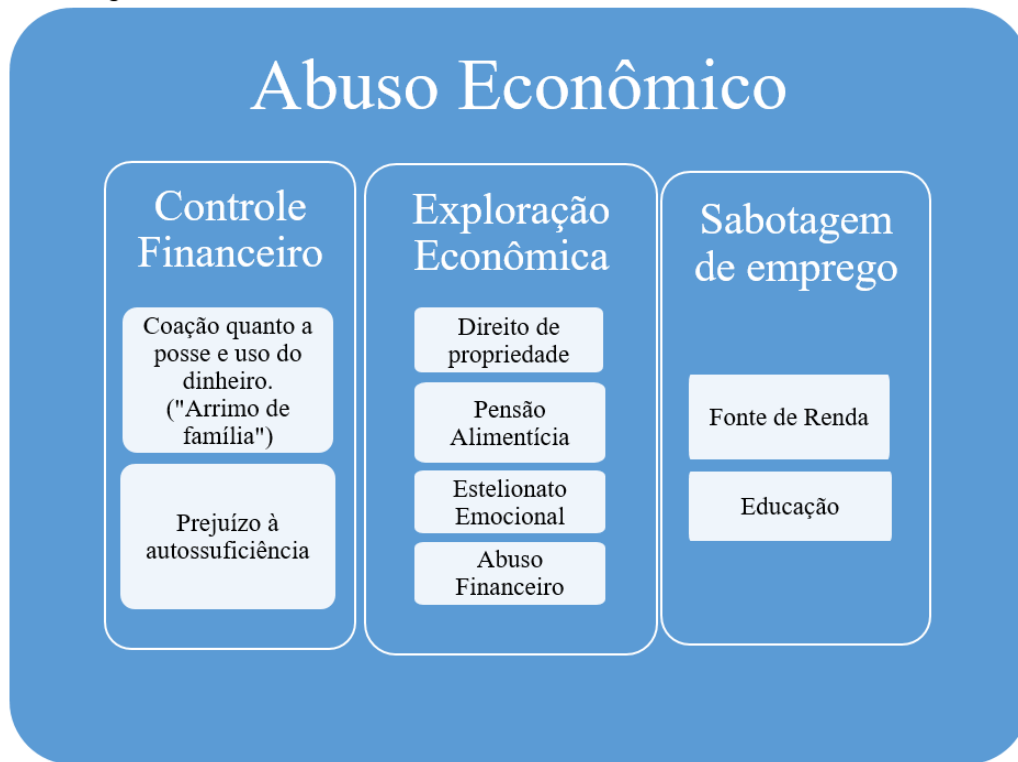 Abuso Econômico
Controle
Financeiro
Coação quanto a
posse e uso do
dinheiro.
("Arrimo de
família")
Prejuízo à
autossuficiência
Exploração
Econômica
Direito de
propriedade
Pensão
Alimentícia
Estelionato
Emocional
Abuso
Financeiro
Sabotagem
de emprego
Fonte de Renda
Educação